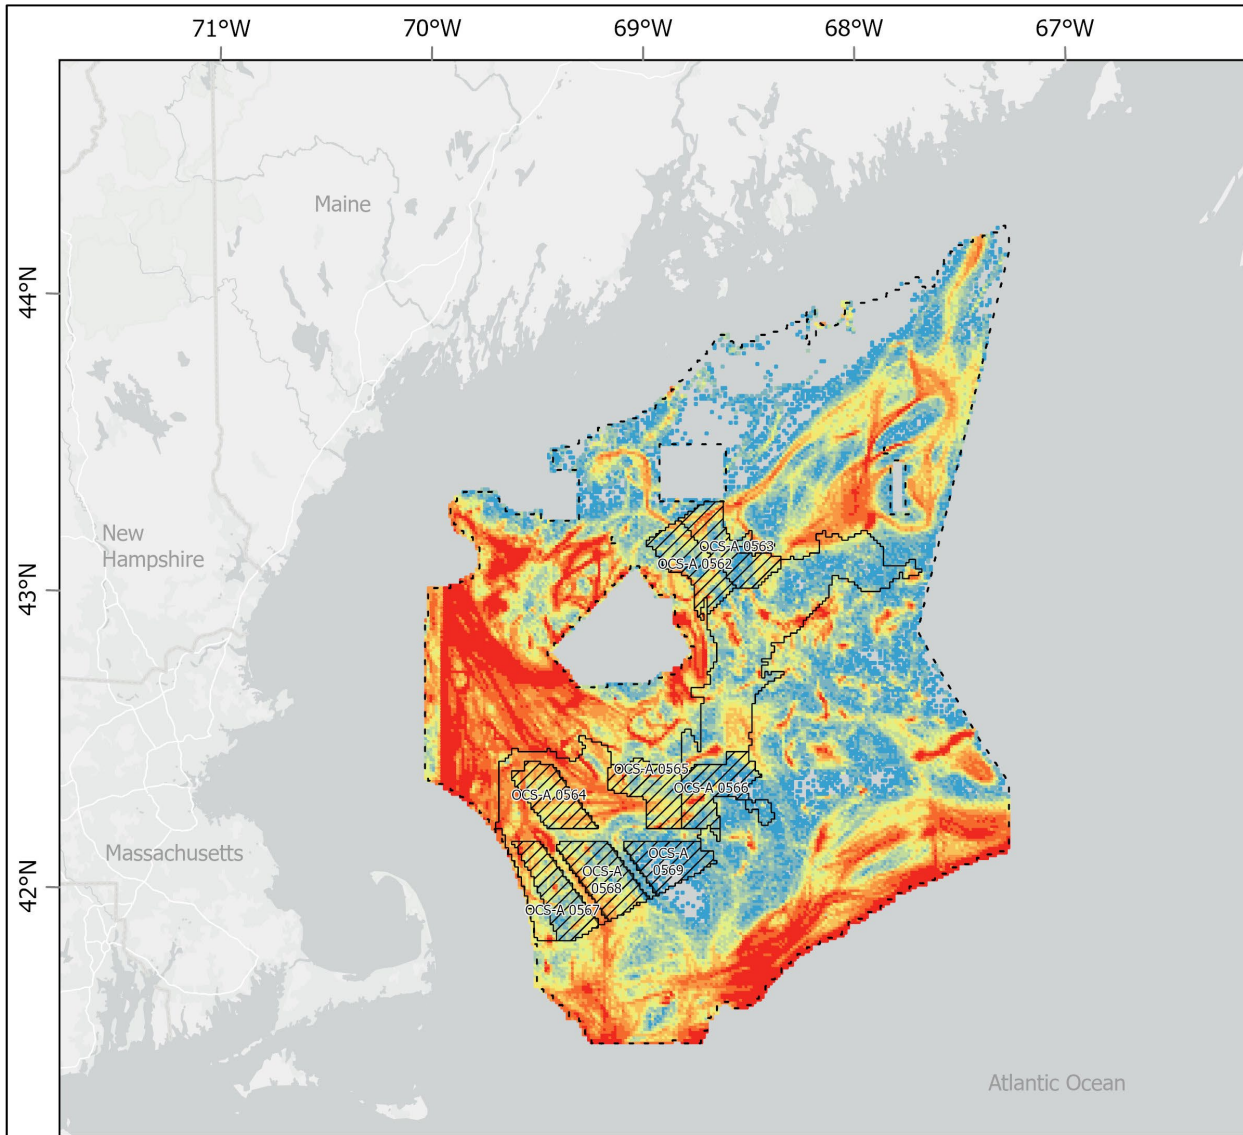 71°W
70°W
69°W
68°W
67°W
44°N
43°N
42°N
Maine
New
Hampshire
Massachusetts
OCS-A 0563
OCS-A 0562
OCS-A 0565
OCS-A 0566
OCS-A 0564
OCS-A
0569
OCS-A
0568
OCS-A 0567
Atlantic Ocean